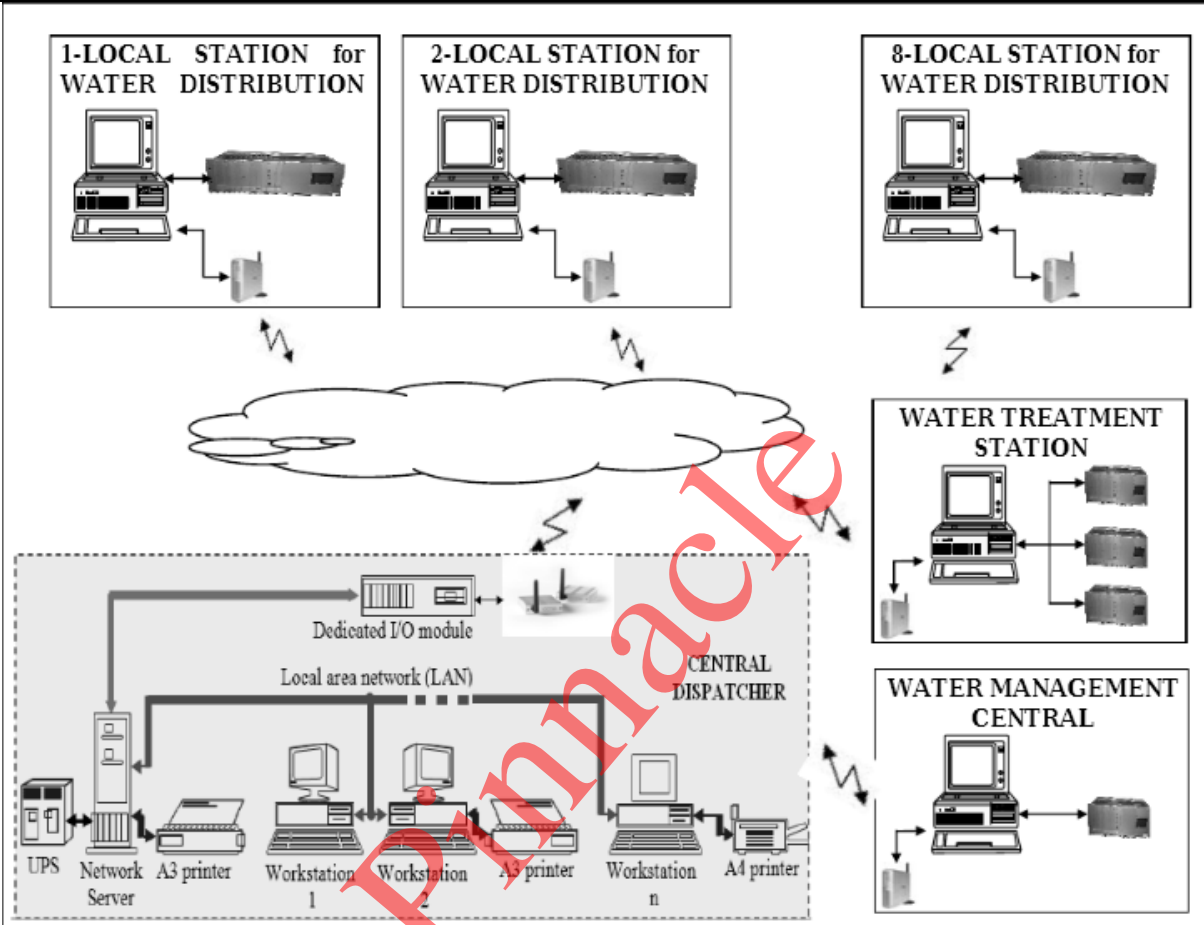 1-LOCAL STATION for
WATER DISTRIBUTION
2-LOCAL STATION for
WATER DISTRIBUTION
8-LOCAL STATION for
WATER DISTRIBUTION
WATER TREATMENT
STATION
Dedicated I/O module
Local area network (LAN)
CENTRAL
DISPATCHER
WATER MANAGEMENT
CENTRAL
UPS
Network
Server
A3 printer
Workstation
1
Workstation
2
A3 printer
Workstation
n
A4 printer
Pinnacle